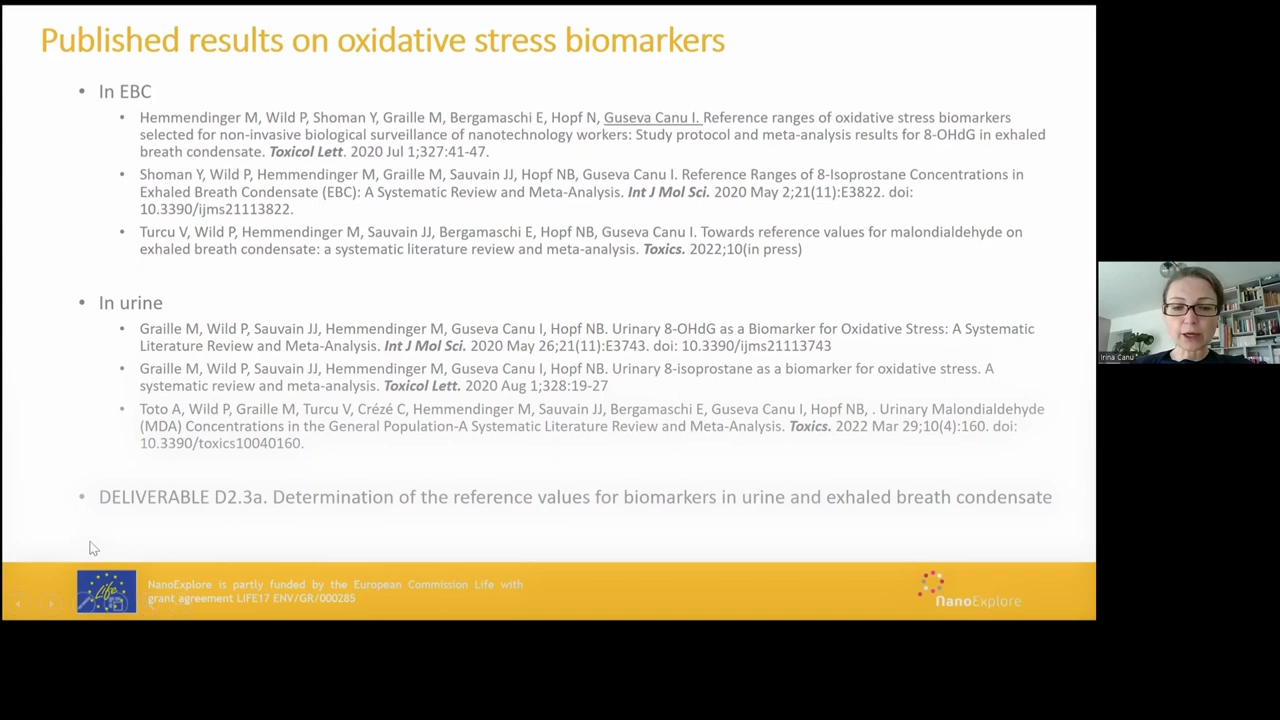 Published results on oxidative stress biomarkers
• In EBC
• Hemmendinger M, Wild P, Shoman Y, Graille M, Bergamaschi E, Hopf N, Guseva Canu I. Reference ranges of oxidative stress biomarkers
selected for non-invasive biological surveillance of nanotechnology workers: Study protocol and meta-analysis results for 8-OHdG in exhaled
breath condensate. Toxicol Lett. 2020 Jul 1;327:41-47.
• Shoman Y, Wild P, Hemmendinger M, Graille M, Sauvain JJ, Hopf NB, Guseva Canu I. Reference Ranges of 8-Isoprostane Concentrations in
Exhaled Breath Condensate (EBC): A Systematic Review and Meta-Analysis. Int J Mol Sci. 2020 May 2;21(11):E3822. doi:
10.3390/ijms21113822.
• Turcu V, Wild P, Hemmendinger M, Sauvain JJ, Bergamaschi E, Hopf NB, Guseva Canu I. Towards reference values for malondialdehyde on
exhaled breath condensate: a systematic literature review and meta-analysis. Toxics. 2022;10(in press)
• In urine
• Graille M, Wild P, Sauvain JJ, Hemmendinger M, Guseva Canu I, Hopf NB. Urinary 8-OHdG as a Biomarker for Oxidative Stress: A Systematic
Literature Review and Meta-Analysis. Int J Mol Sci. 2020 May 26;21(11):E3743. doi: 10.3390/ijms21113743
• Graille M, Wild P, Sauvain JJ, Hemmendinger M, Guseva Canu I, Hopf NB. Urinary 8-isoprostane as a biomarker for oxidative stress. A
systematic review and meta-analysis. Toxicol Lett. 2020 Aug 1;328:19-27
• Toto A, Wild P, Graille M, Turcu V, Crézé C, Hemmendinger M, Sauvain JJ, Bergamaschi E, Guseva Canu I, Hopf NB, . Urinary Malondialdehyde
(MDA) Concentrations in the General Population-A Systematic Literature Review and Meta-Analysis. Toxics. 2022 Mar 29;10(4):160. doi:
10.3390/toxics10040160.
• DELIVERABLE D2.3a. Determination of the reference values for biomarkers in urine and exhaled breath condensate
Life
NanoExplore is partly funded by the European Commission Life with
grant agreement LIFE17 ENV/GR/000285
NanoExplore
Irina Canu